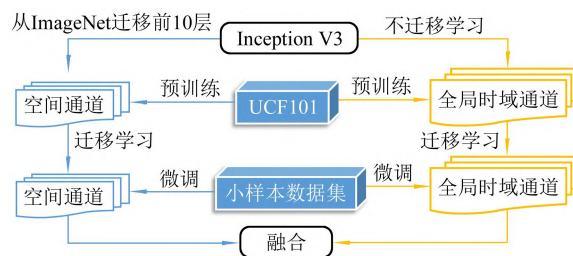 从ImageNet迁移前10层
Inception V3
不迁移学习
空间通道
预训练
UCF101
预训练
全局时域通道
迁移学习
迁移学习
空间通道
微调
小样本数据集
微调
全局时域通道
融合